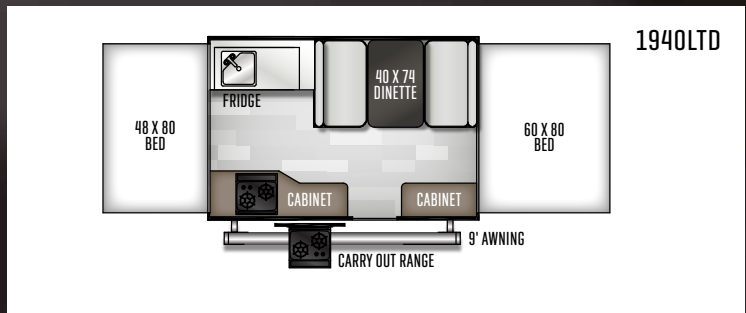 1940LTD
40 X 74
DINETTE
FRIDGE
48 X 80
BED
60 X 80
BED
CABINET
CABINET
9' AWNING
CARRY OUT RANGE